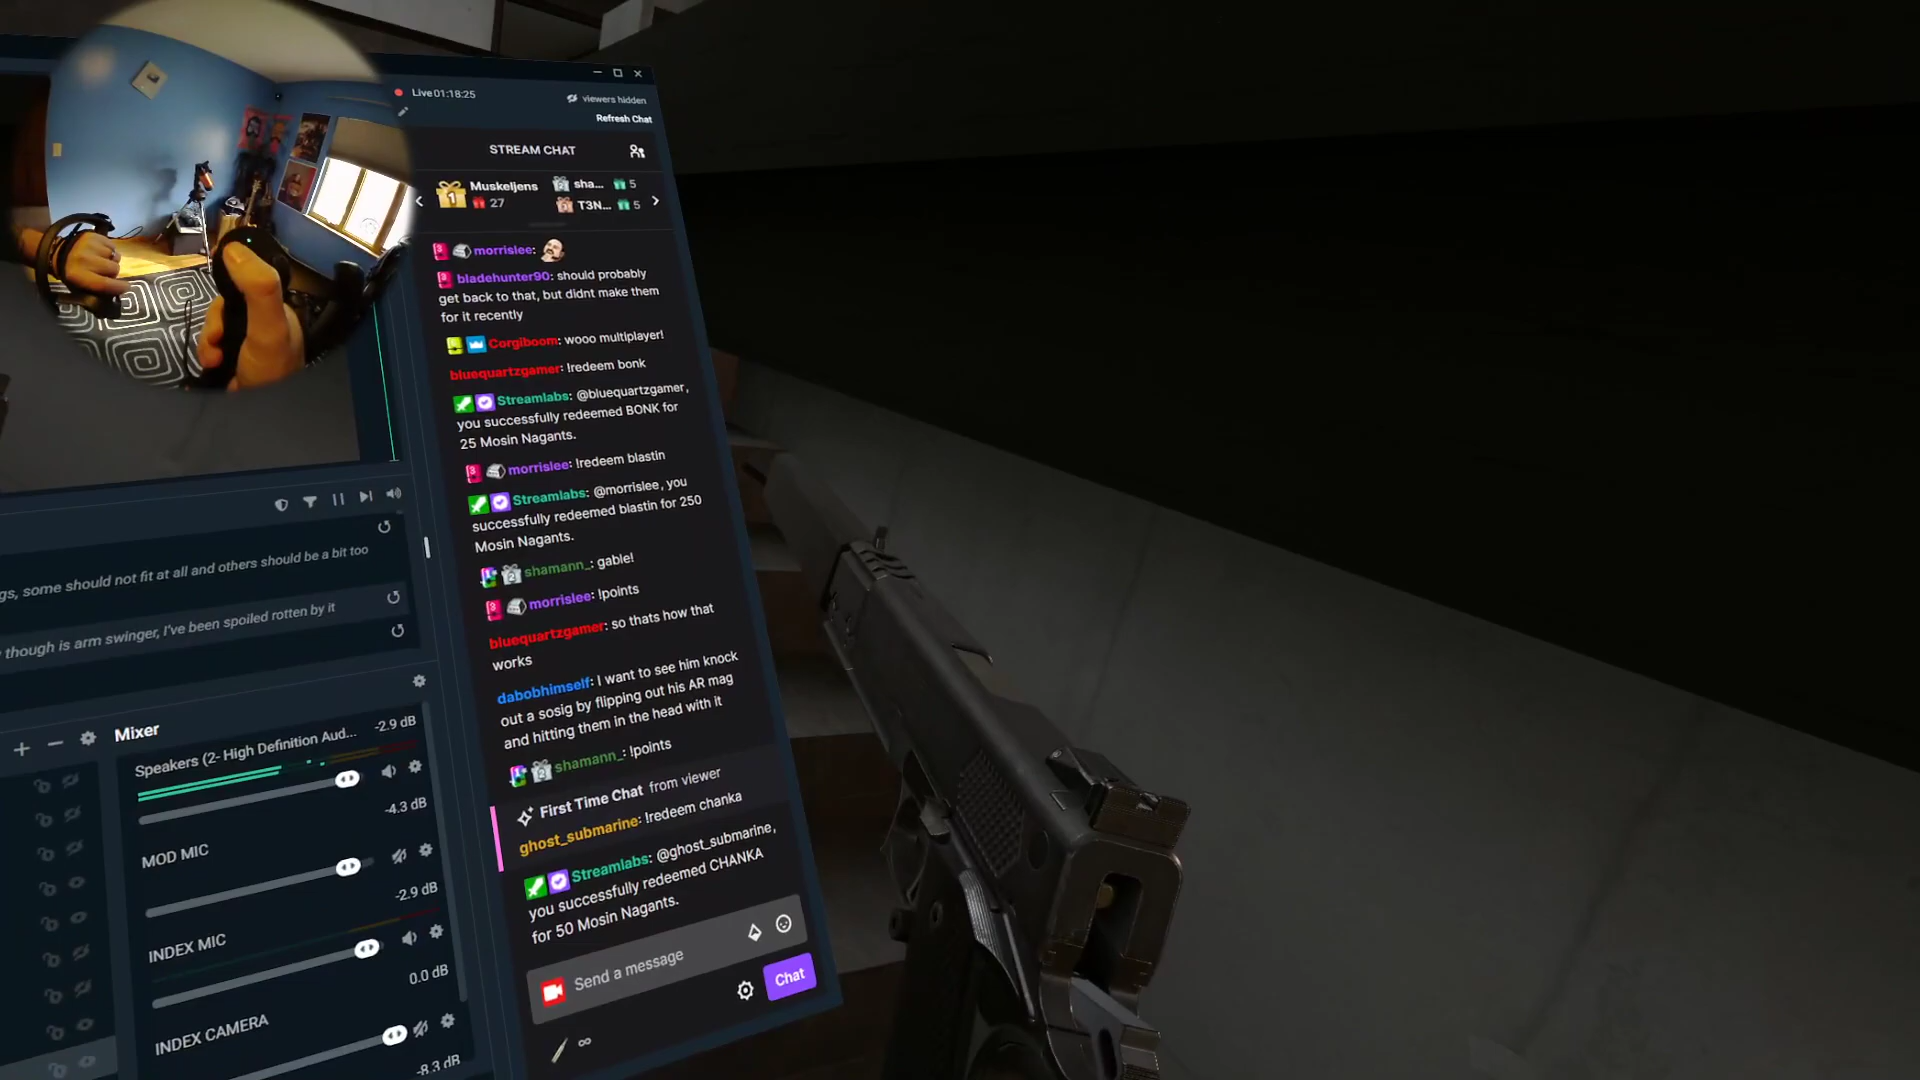 Live 01:18:25
viewers hidden
Refresh Chat
STREAM CHAT
1
Muskeljens
27
sha... 5
T3N... 5
morrislee:
bladehunter90: should probably
get back to that, but didnt make them
for it recently
Corgiboom: wooo multiplayer!
bluequartzgamer: !redeem bonk
Streamlabs: @bluequartzgamer,
you successfully redeemed BONK for
25 Mosin Nagants.
morrislee: !redeem blastin
Streamlabs: @morrislee, you
successfully redeemed blastin for 250
Mosin Nagants.
shamann_: gable!
morrislee: !points
bluequartzgamer: so thats how that
works
dabobhimself: I want to see him knock
out a sosig by flipping out his AR mag
and hitting them in the head with it
shamann_: !points
First Time Chat from viewer
ghost_submarine: !redeem chanka
Streamlabs: @ghost_submarine,
you successfully redeemed CHANKA
for 50 Mosin Nagants.
Send a message
Chat
∞
gs, some should not fit at all and others should be a bit too
though is arm swinger, I've been spoiled rotten by it
Mixer
Speakers (2- High Definition Aud... -2.9 dB
-4.3 dB
MOD MIC
-2.9 dB
INDEX MIC
0.0 dB
INDEX CAMERA
-8.3 dB